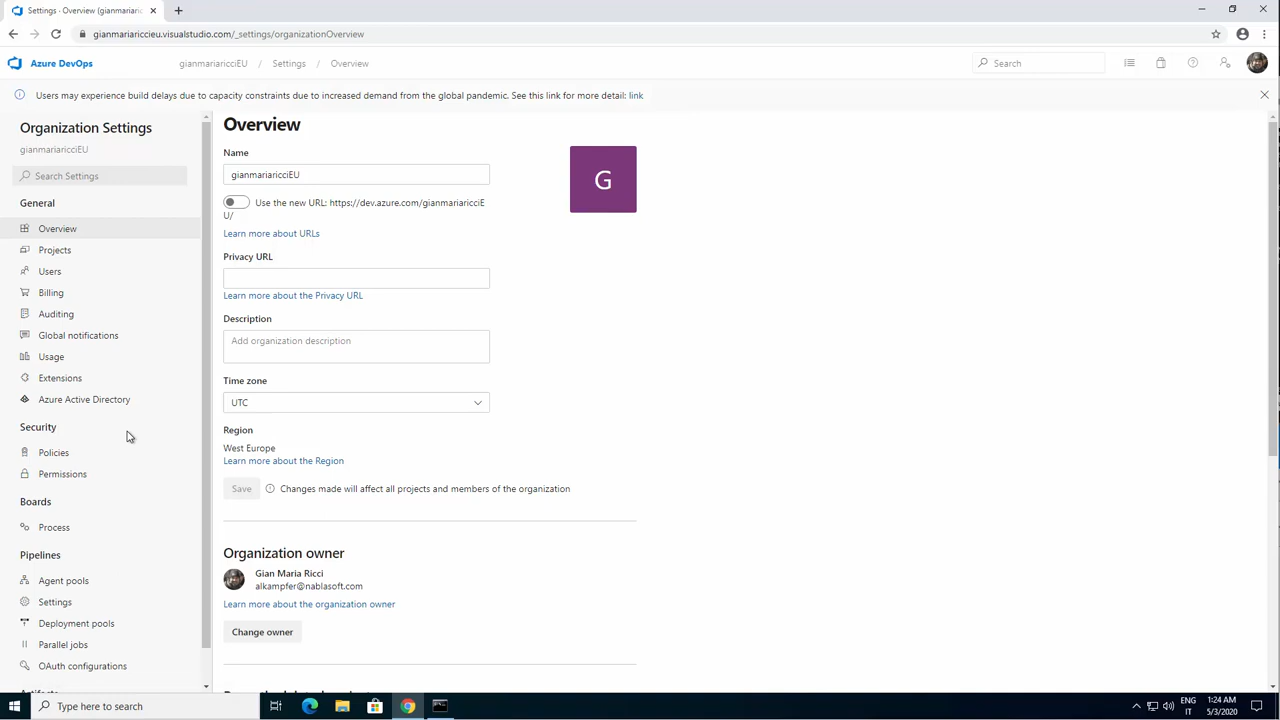 Settings - Overview (gianmariari
gianmariariccieu.visualstudio.com/_settings/organizationOverview
Azure DevOps
gianmariaricciEU / Settings / Overview
Search
Users may experience build delays due to capacity constraints due to increased demand from the global pandemic. See this link for more detail: link
Organization Settings
gianmariaricciEU
Search Settings
General
Overview
Projects
Users
Billing
Auditing
Global notifications
Usage
Extensions
Azure Active Directory
Security
Policies
Permissions
Boards
Process
Pipelines
Agent pools
Settings
Deployment pools
Parallel jobs
OAuth configurations
Overview
Name
gianmariaricciEU
G
Use the new URL: https://dev.azure.com/gianmariaricciE
U/
Learn more about URLs
Privacy URL
Learn more about the Privacy URL
Description
Add organization description
Time zone
UTC
Region
West Europe
Learn more about the Region
Save
Changes made will affect all projects and members of the organization
Organization owner
Gian Maria Ricci
alkampfer@nablasoft.com
Learn more about the organization owner
Change owner
Type here to search
ENG
IT
1:24 AM
5/3/2020